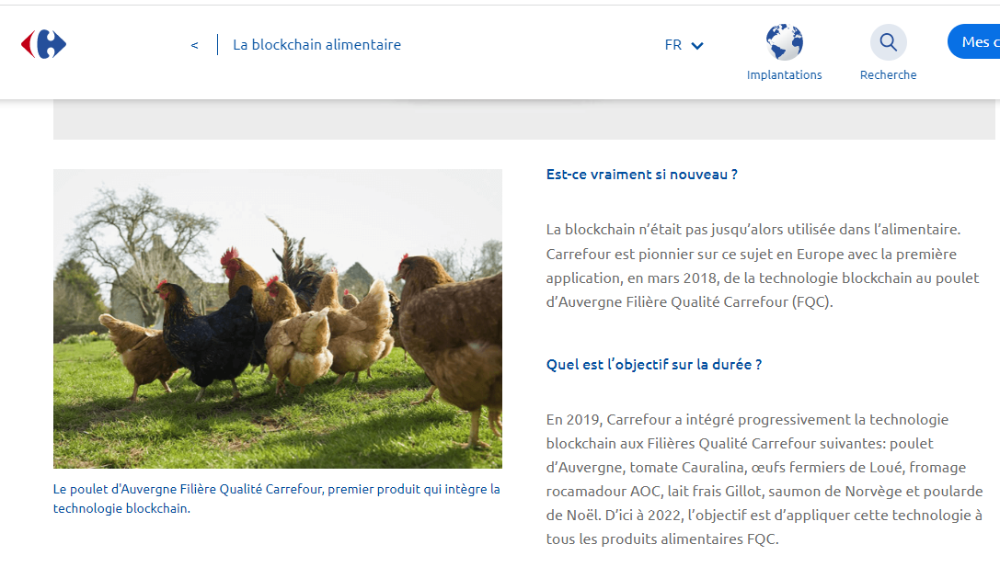 < | La blockchain alimentaire
FR
Implantations
Recherche
Mes c
Est-ce vraiment si nouveau ?
La blockchain n’était pas jusqu’alors utilisée dans l’alimentaire.
Carrefour est pionnier sur ce sujet en Europe avec la première
application, en mars 2018, de la technologie blockchain au poulet
d’Auvergne Filière Qualité Carrefour (FQC).
Quel est l’objectif sur la durée ?
En 2019, Carrefour a intégré progressivement la technologie
blockchain aux Filières Qualité Carrefour suivantes: poulet
d’Auvergne, tomate Cauralina, œufs fermiers de Loué, fromage
rocamadour AOC, lait frais Gillot, saumon de Norvège et poularde
de Noël. D’ici à 2022, l’objectif est d’appliquer cette technologie à
tous les produits alimentaires FQC.
Le poulet d'Auvergne Filière Qualité Carrefour, premier produit qui intègre la
technologie blockchain.